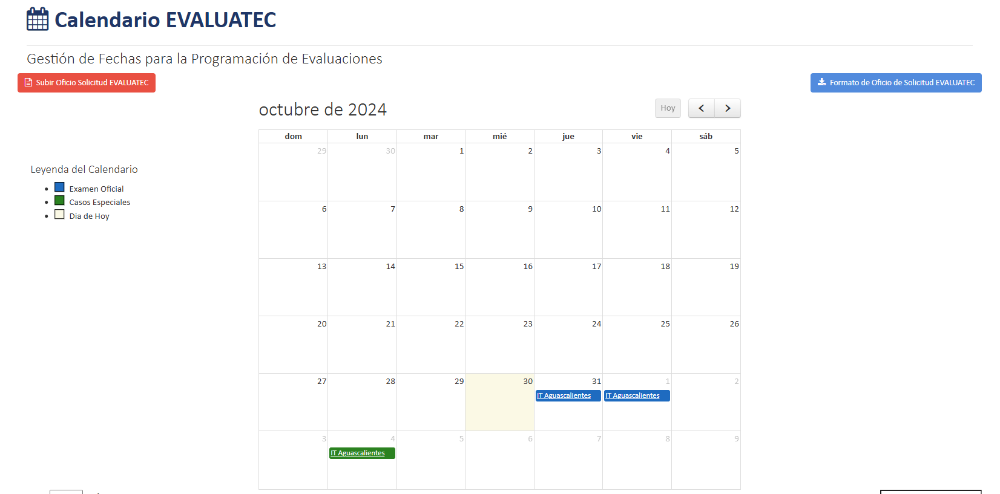 Calendario EVALUATEC
Gestión de Fechas para la Programación de Evaluaciones
Subir Oficio Solicitud EVALUATEC
Formato de Oficio de Solicitud EVALUATEC
octubre de 2024
Hoy
Leyenda del Calendario
Examen Oficial
Casos Especiales
Dia de Hoy
dom lun mar mié jue vie sáb
29 30 1 2 3 4 5
6 7 8 9 10 11 12
13 14 15 16 17 18 19
20 21 22 23 24 25 26
27 28 29 30 31 1 2
IT Aguascalientes IT Aguascalientes
3 4 5 6 7 8 9
IT Aguascalientes